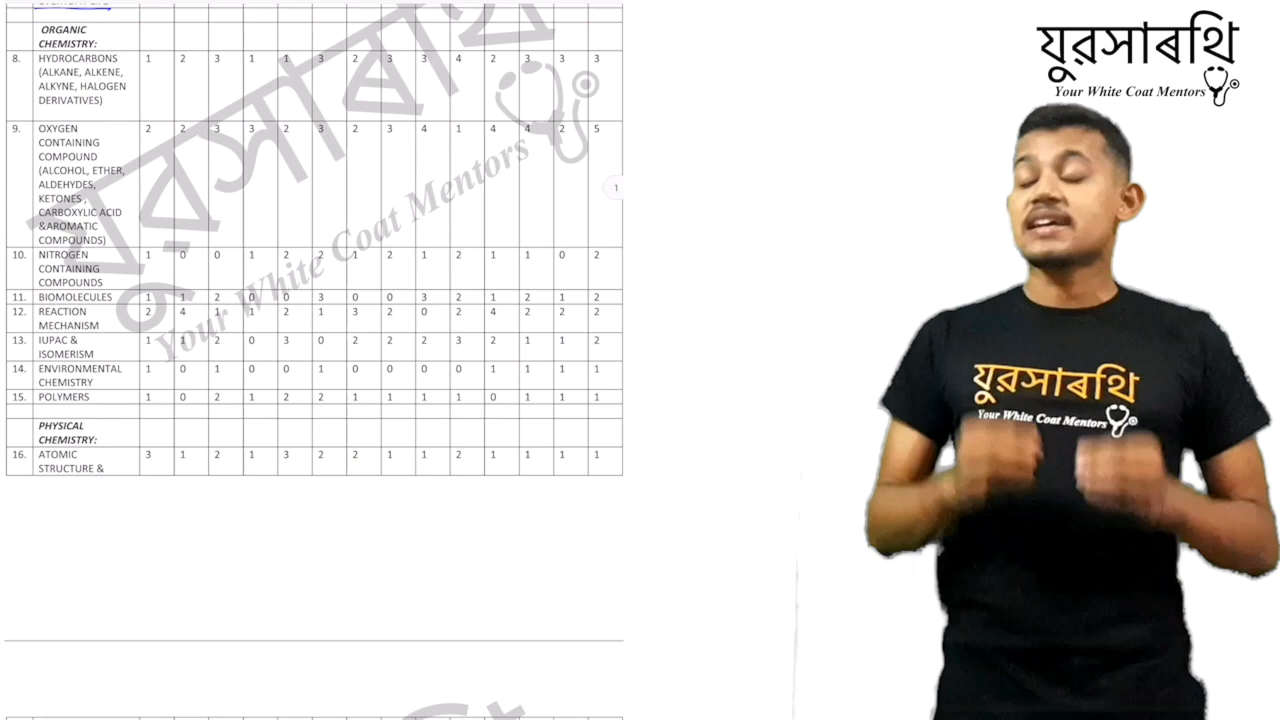 ORGANIC
CHEMISTRY:
8. HYDROCARBONS 1 2 3 1 1 3 2 3 3 4 2 3 3 3
(ALKANE, ALKENE,
ALKYNE, HALOGEN
DERIVATIVES)
9. OXYGEN 2 2 3 3 2 3 2 3 4 1 4 4 2 5
CONTAINING
COMPOUND
(ALCOHOL, ETHER,
ALDEHYDES,
KETONES ,
CARBOXYLIC ACID
&AROMATIC
COMPOUNDS)
10. NITROGEN 1 0 0 1 2 2 1 2 1 2 1 1 0 2
CONTAINING
COMPOUNDS
11. BIOMOLECULES 1 1 2 0 0 3 0 0 3 2 1 2 1 2
12. REACTION 2 4 1 1 2 1 3 2 0 2 4 2 2 2
MECHANISM
13. IUPAC & 1 1 2 0 3 0 2 2 2 3 2 1 1 2
ISOMERISM
14. ENVIRONMENTAL 1 0 1 0 0 1 0 0 0 0 1 1 1 1
CHEMISTRY
15. POLYMERS 1 0 2 1 2 2 1 1 1 1 0 1 1 1
PHYSICAL
CHEMISTRY:
16. ATOMIC 3 1 2 1 3 2 2 1 1 2 1 1 1 1
STRUCTURE &
1
যুৱসাৰথি
Your White Coat Mentors
যুৱসাৰথি
Your White Coat Mentors
যুৱসাৰথি
Your White Coat Mentors